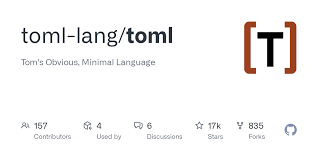 toml-lang/toml
Tom's Obvious, Minimal Language
[T]
157
Contributors
4
Used by
6
Discussions
17k
Stars
835
Forks